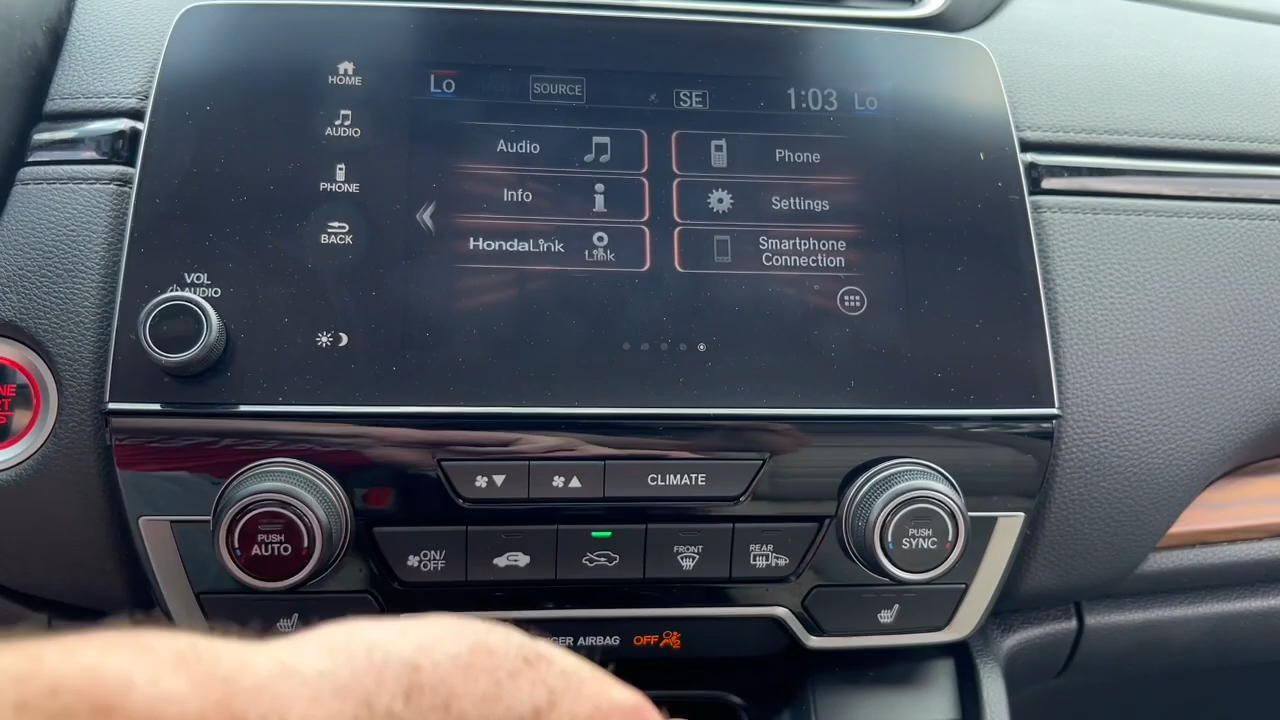 HOME
Lo
SOURCE
SE
1:03
Lo
AUDIO
Audio
Phone
PHONE
Info
Settings
BACK
HondaLink
Link
Smartphone
Connection
VOL
AUDIO
CLIMATE
PUSH
AUTO
ON/
OFF
FRONT
REAR
PUSH
SYNC
AIRBAG
OFF